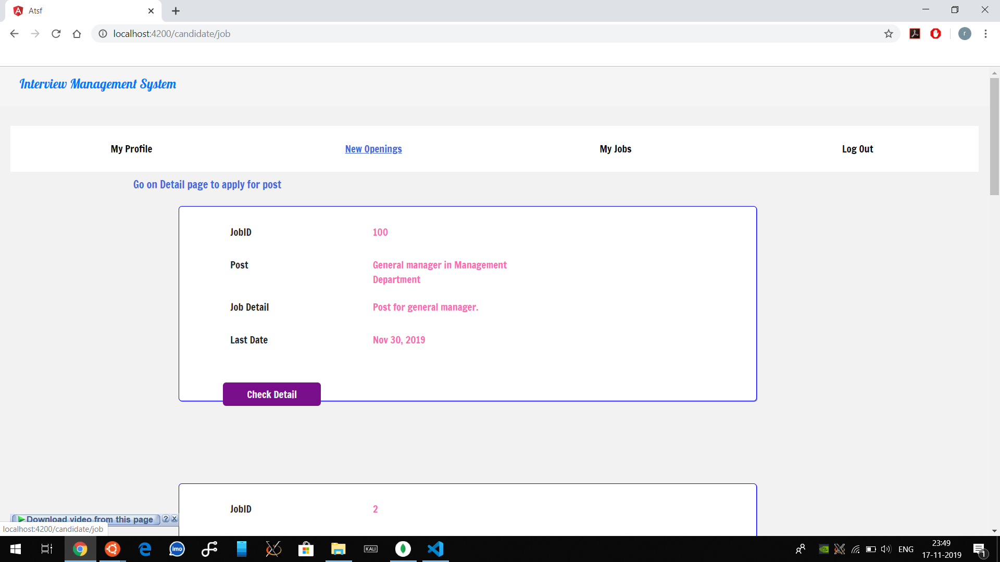 Atsf
localhost:4200/candidate/job
r
Interview Management System
My Profile
New Openings
My Jobs
Log Out
Go on Detail page to apply for post
JobID
100
Post
General manager in Management
Department
Job Detail
Post for general manager.
Last Date
Nov 30, 2019
Check Detail
JobID
2
Download video from this page
?
localhost:4200/candidate/job
imo
KALI
ENG
23:49
17-11-2019
1